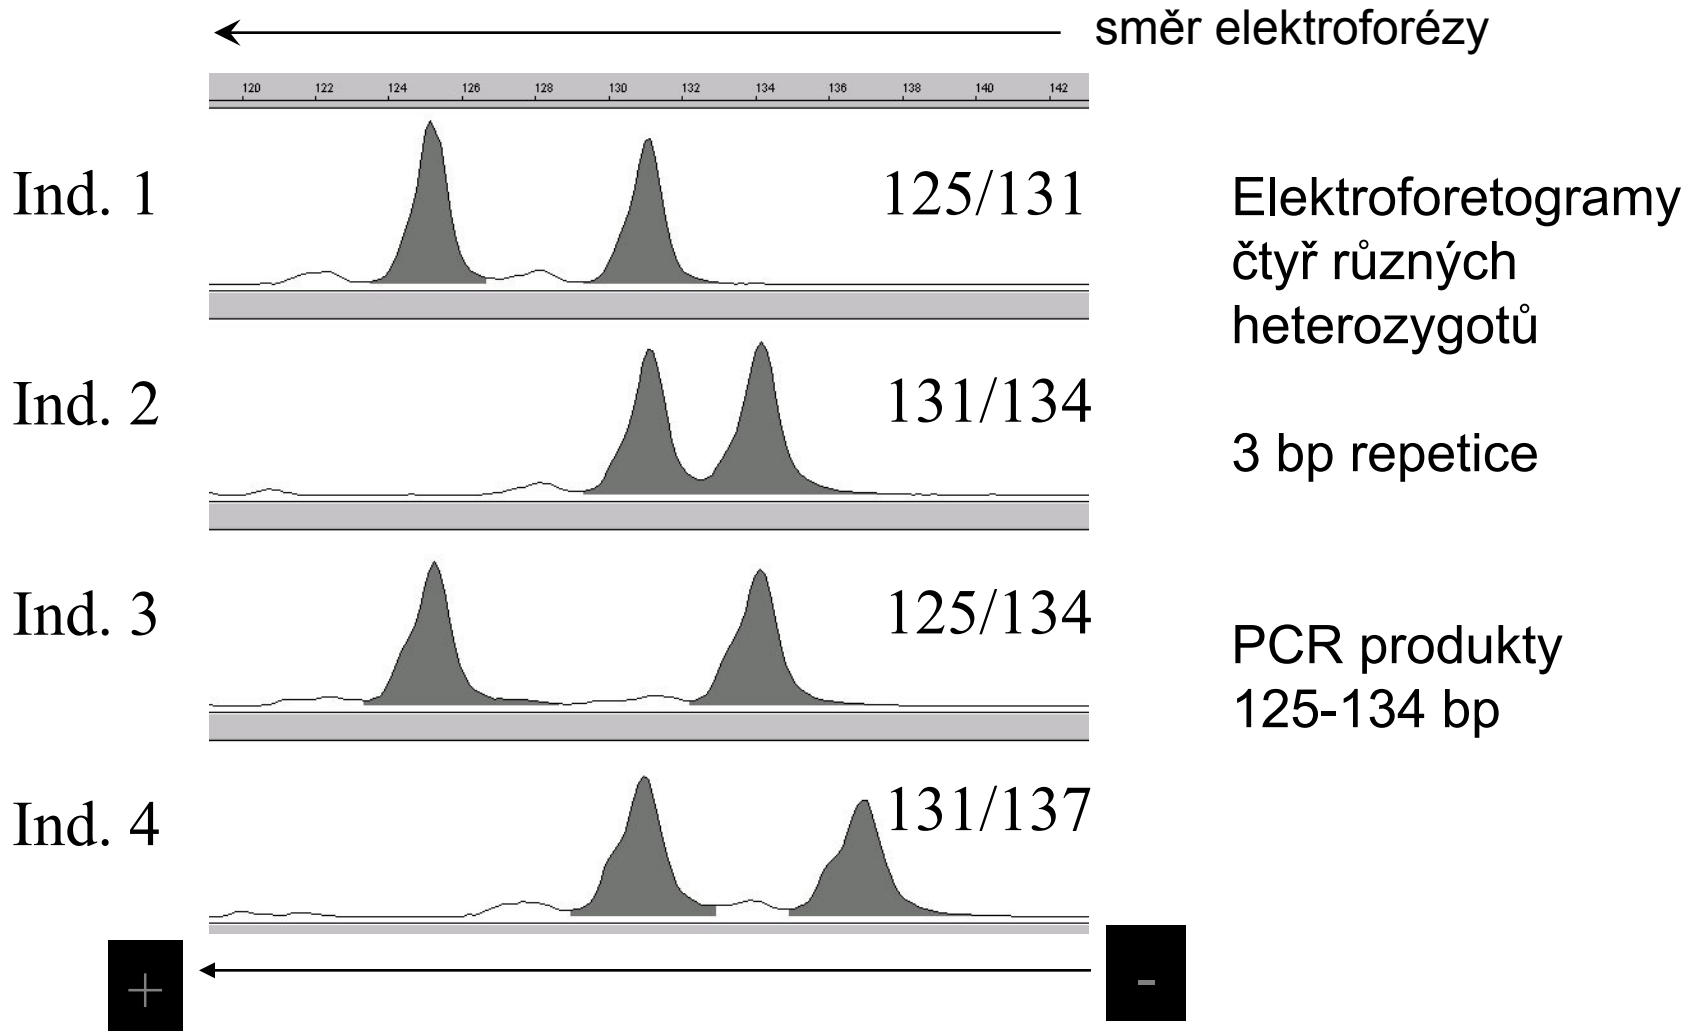 směr elektroforézy
120 122 124 126 128 130 132 134 136 138 140 142
Ind. 1
125/131
Ind. 2
131/134
Ind. 3
125/134
Ind. 4
131/137
Elektroforetogramy
čtyř různých
heterozygotů
3 bp repetice
PCR produkty
125-134 bp
+
-